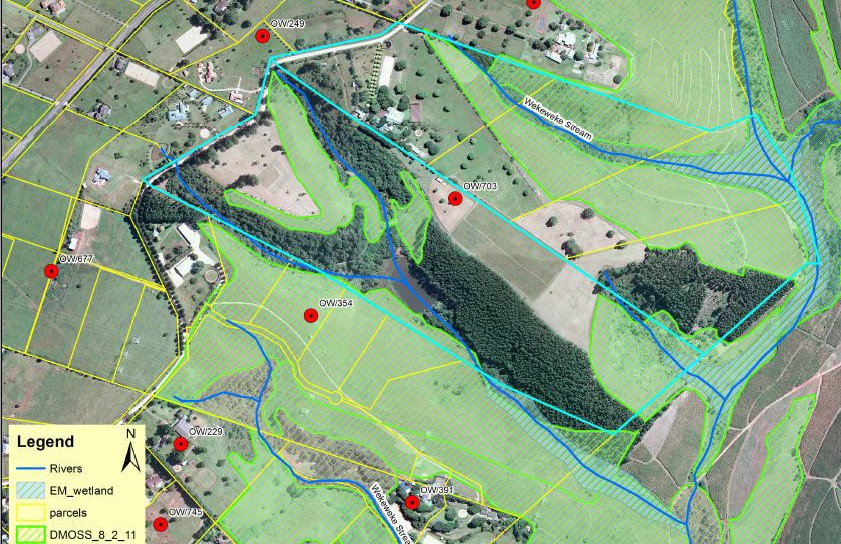 OW/249
Wekeweke Stream
OW/703
OW/677
OW/354
OW/229
OW/391
OW/745
Wekeweke Strea
Legend
N
Rivers
EM_wetland
parcels
DMOSS_8_2_11